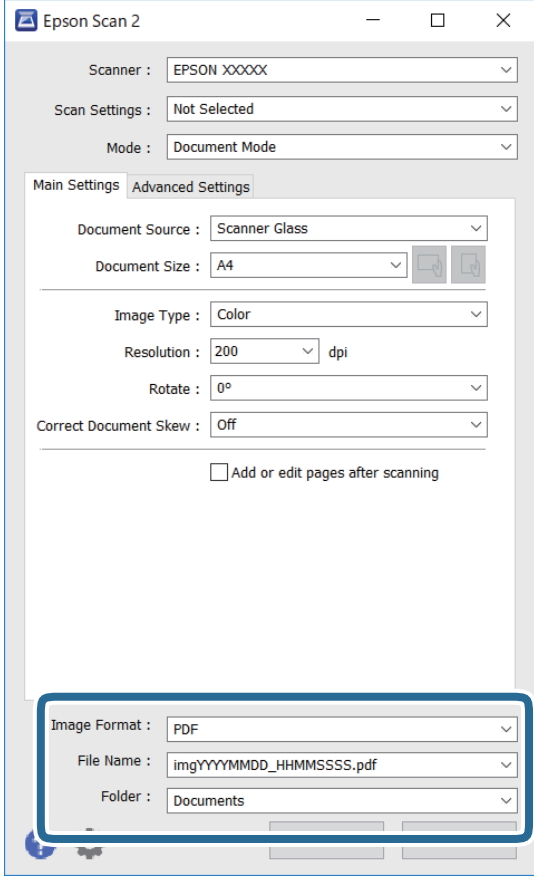 Epson Scan 2
Scanner : EPSON XXXXX
Scan Settings : Not Selected
Mode : Document Mode
Main Settings Advanced Settings
Document Source : Scanner Glass
Document Size : A4
Image Type : Color
Resolution : 200 dpi
Rotate : 0°
Correct Document Skew : Off
Add or edit pages after scanning
Image Format : PDF
File Name : imgYYYYMMDD_HHMMSSSS.pdf
Folder : Documents